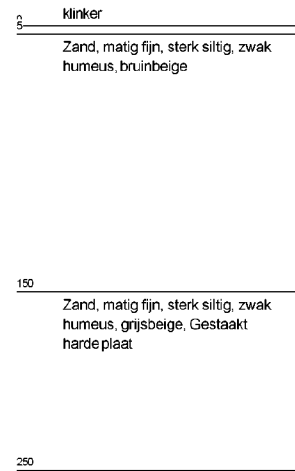 klinker
5
Zand, matig fijn, sterk siltig, zwak
humeus, bruinbeige
150
Zand, matig fijn, sterk siltig, zwak
humeus, grijsbeige, Gestaakt
harde plaat
250